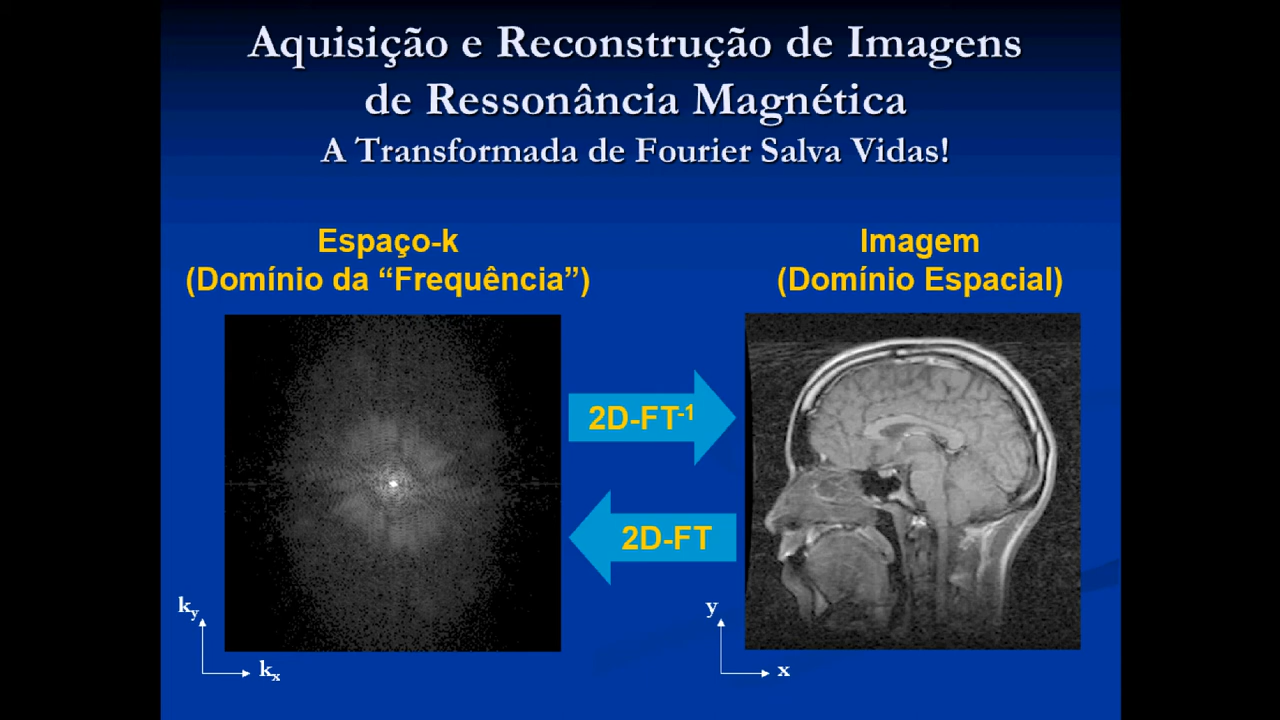 Aquisição e Reconstrução de Imagens
de Ressonância Magnética
A Transformada de Fourier Salva Vidas!
Espaço-k
(Domínio da “Frequência”)
Imagem
(Domínio Espacial)
2D-FT-1
2D-FT
ky
kx
y
x